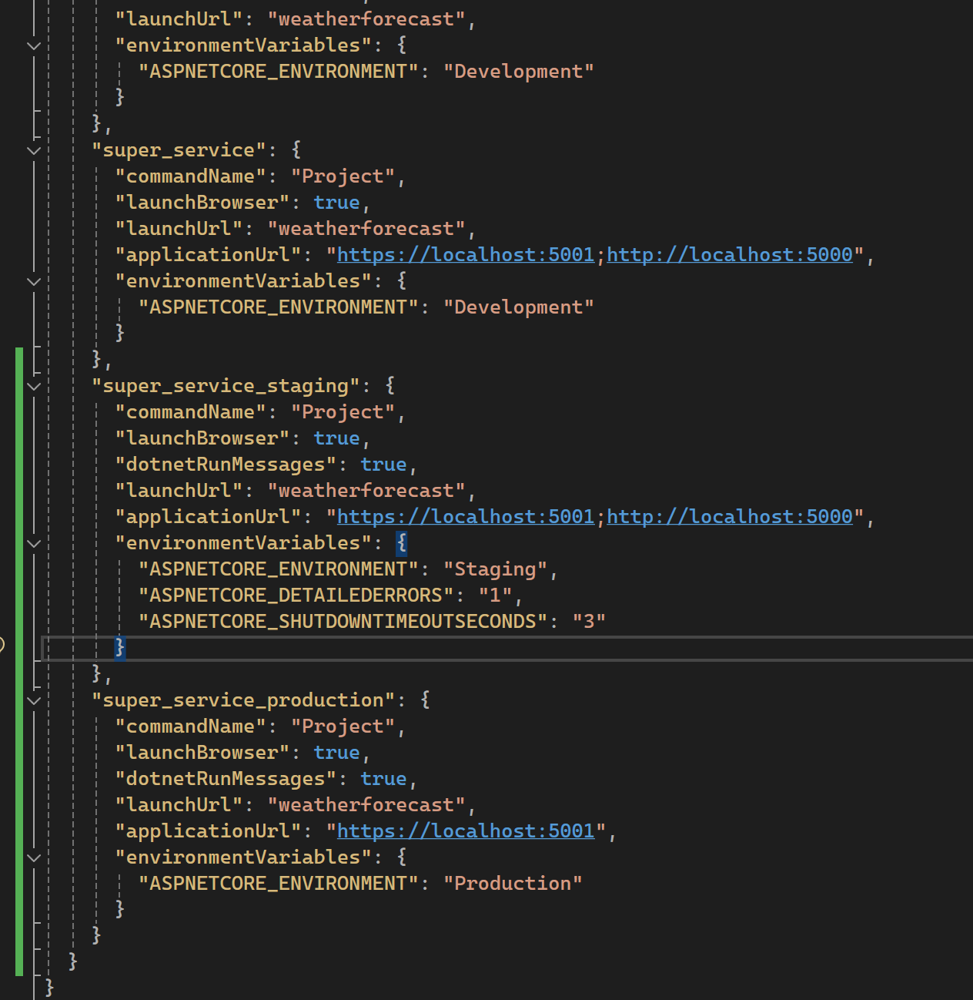 "launchUrl": "weatherforecast",
"environmentVariables": {
"ASPNETCORE_ENVIRONMENT": "Development"
}
},
"super_service": {
"commandName": "Project",
"launchBrowser": true,
"launchUrl": "weatherforecast",
"applicationUrl": "https://localhost:5001;http://localhost:5000",
"environmentVariables": {
"ASPNETCORE_ENVIRONMENT": "Development"
}
},
"super_service_staging": {
"commandName": "Project",
"launchBrowser": true,
"dotnetRunMessages": true,
"launchUrl": "weatherforecast",
"applicationUrl": "https://localhost:5001;http://localhost:5000",
"environmentVariables": {
"ASPNETCORE_ENVIRONMENT": "Staging",
"ASPNETCORE_DETAILEDERRORS": "1",
"ASPNETCORE_SHUTDOWNTIMEOUTSECONDS": "3"
}
},
"super_service_production": {
"commandName": "Project",
"launchBrowser": true,
"dotnetRunMessages": true,
"launchUrl": "weatherforecast",
"applicationUrl": "https://localhost:5001",
"environmentVariables": {
"ASPNETCORE_ENVIRONMENT": "Production"
}
}
}
}